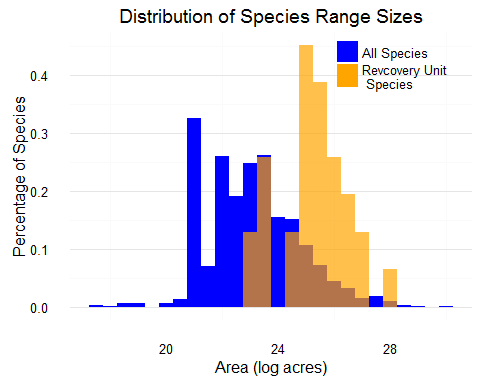 Distribution of Species Range Sizes
All Species
Revcovery Unit
Species
Percentage of Species
0.4
0.3
0.2
0.1
0.0
20
24
28
Area (log acres)